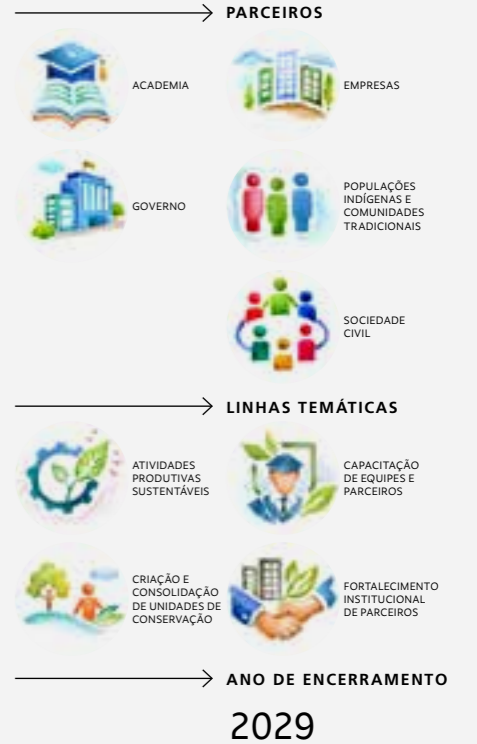 PARCEIROS
ACADEMIA
EMPRESAS
GOVERNO
POPULAÇÕES
INDÍGENAS E
COMUNIDADES
TRADICIONAIS
SOCIEDADE
CIVIL
LINHAS TEMÁTICAS
ATIVIDADES
PRODUTIVAS
SUSTENTÁVEIS
CAPACITAÇÃO
DE EQUIPES E
PARCEIROS
CRIAÇÃO E
CONSOLIDAÇÃO
DE UNIDADES DE
CONSERVAÇÃO
FORTALECIMENTO
INSTITUCIONAL
DE PARCEIROS
ANO DE ENCERRAMENTO
2029